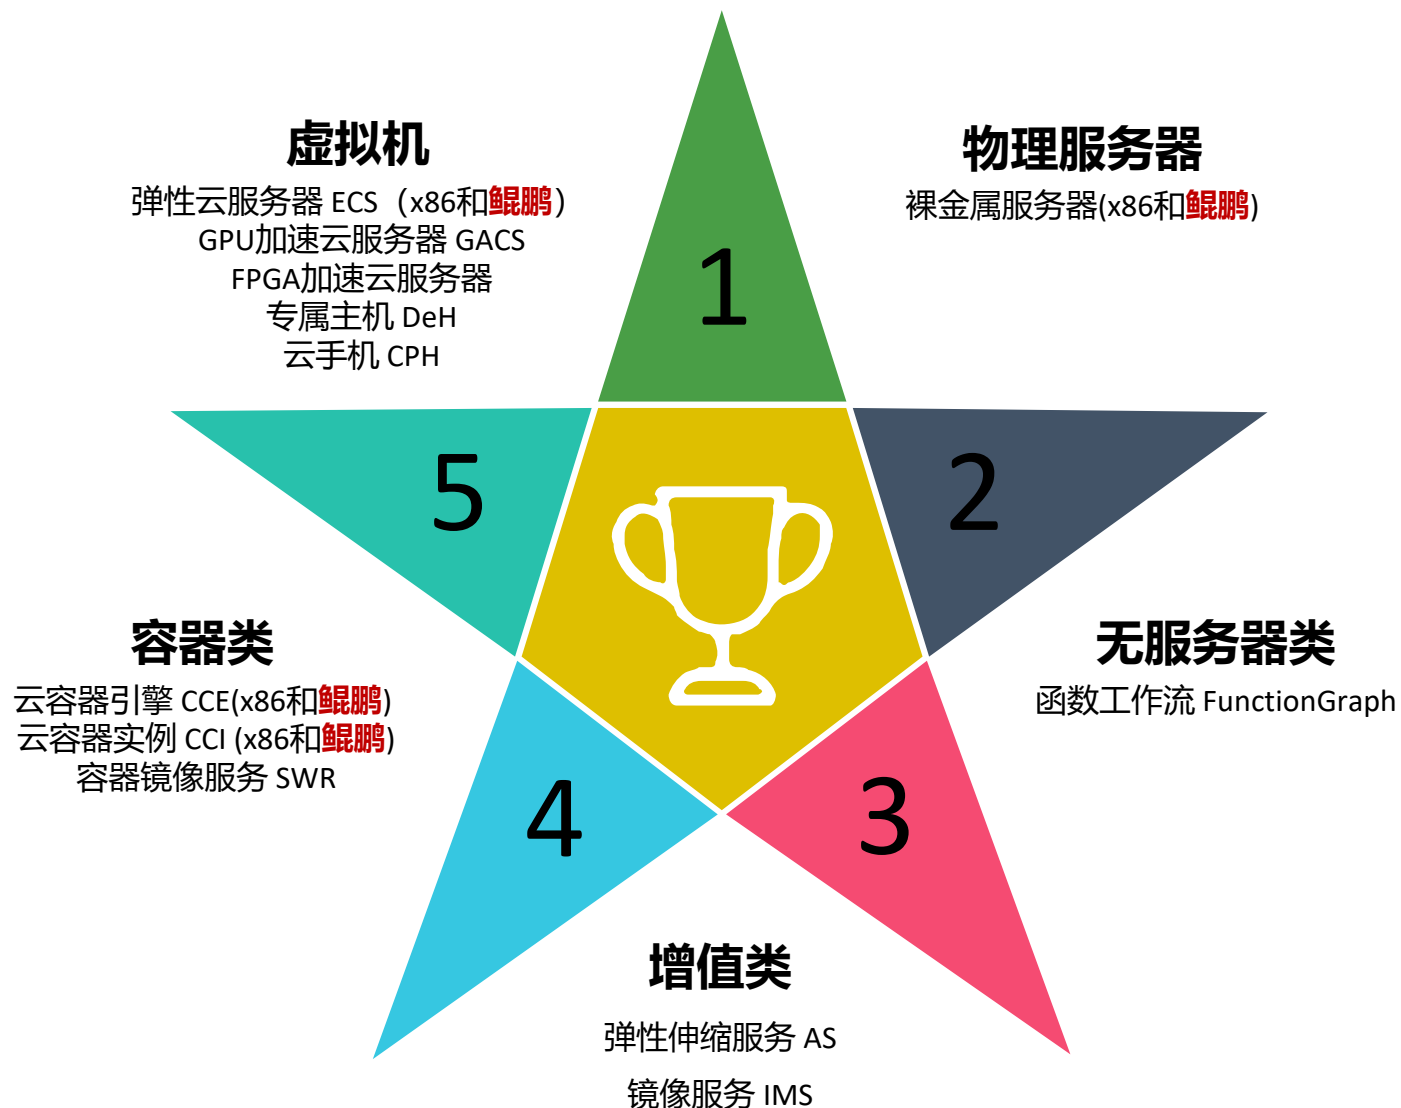 虚拟机
弹性云服务器 ECS（x86和鲲鹏）
GPU加速云服务器 GACS
FPGA加速云服务器
专属主机 DeH
云手机 CPH
物理服务器
裸金属服务器(x86和鲲鹏)
1
5
2
容器类
云容器引擎 CCE(x86和鲲鹏)
云容器实例 CCI (x86和鲲鹏)
容器镜像服务 SWR
无服务器类
函数工作流 FunctionGraph
4
3
增值类
弹性伸缩服务 AS
镜像服务 IMS